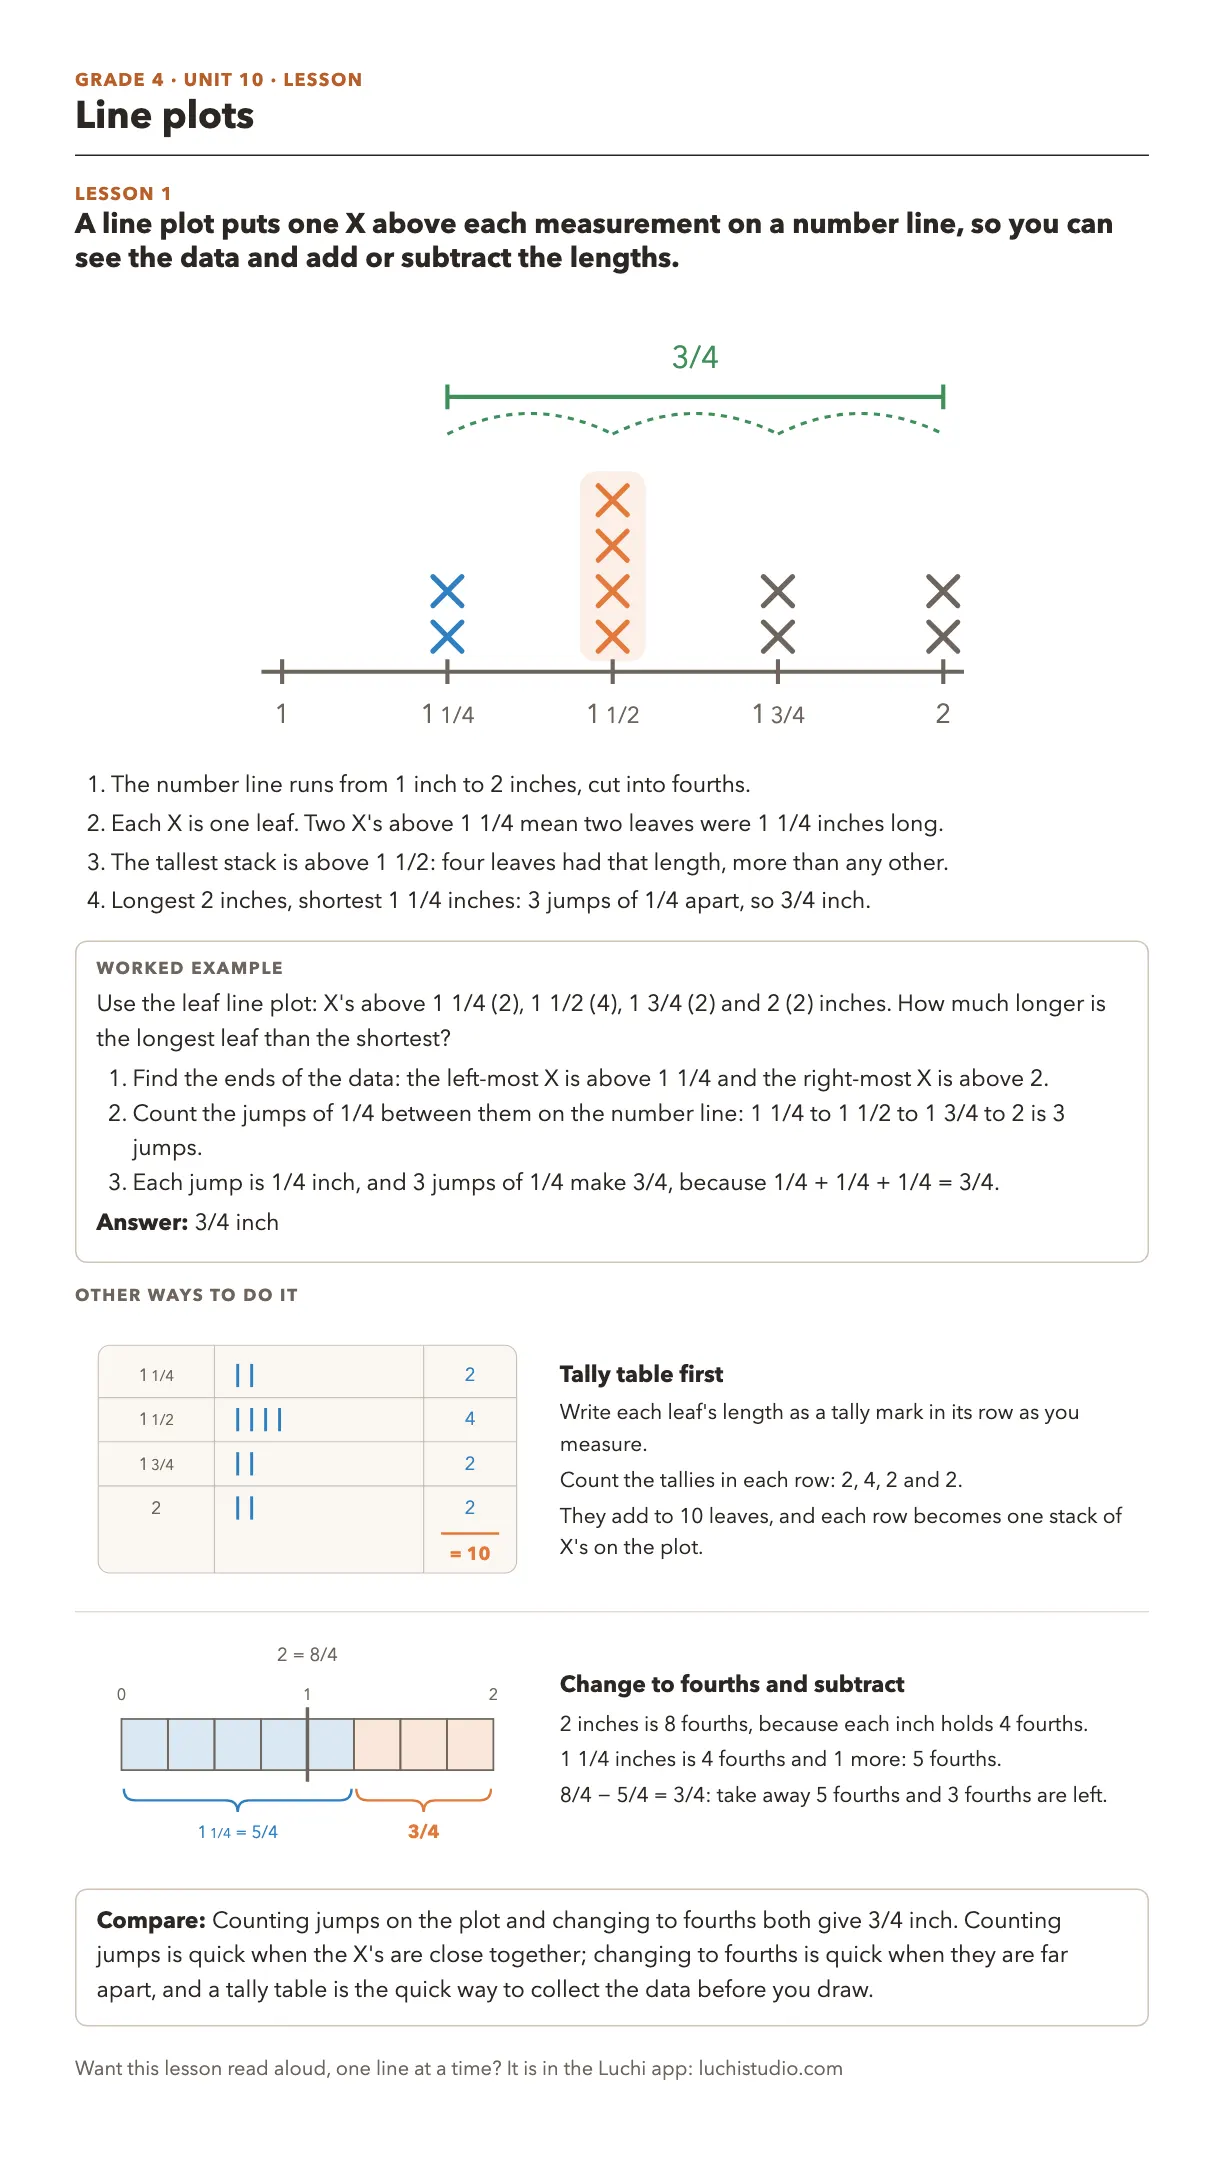 GRADE 4 · UNIT 10 · LESSON
Line plots
LESSON 1
A line plot puts one X above each measurement on a number line, so you can
see the data and add or subtract the lengths.
3/4
1
1 1/4
1 1/2
1 3/4
2
1. The number line runs from 1 inch to 2 inches, cut into fourths.
2. Each X is one leaf. Two X's above 1 1/4 mean two leaves were 1 1/4 inches long.
3. The tallest stack is above 1 1/2: four leaves had that length, more than any other.
4. Longest 2 inches, shortest 1 1/4 inches: 3 jumps of 1/4 apart, so 3/4 inch.
WORKED EXAMPLE
Use the leaf line plot: X's above 1 1/4 (2), 1 1/2 (4), 1 3/4 (2) and 2 (2) inches. How much longer is
the longest leaf than the shortest?
1. Find the ends of the data: the left-most X is above 1 1/4 and the right-most X is above 2.
2. Count the jumps of 1/4 between them on the number line: 1 1/4 to 1 1/2 to 1 3/4 to 2 is 3
jumps.
3. Each jump is 1/4 inch, and 3 jumps of 1/4 make 3/4, because 1/4 + 1/4 + 1/4 = 3/4.
Answer: 3/4 inch
OTHER WAYS TO DO IT
1 1/4 2
1 1/2 4
1 3/4 2
2 2
= 10
Tally table first
Write each leaf's length as a tally mark in its row as you
measure.
Count the tallies in each row: 2, 4, 2 and 2.
They add to 10 leaves, and each row becomes one stack of
X's on the plot.
2 = 8/4
0 1 2
1 1/4 = 5/4
3/4
Change to fourths and subtract
2 inches is 8 fourths, because each inch holds 4 fourths.
1 1/4 inches is 4 fourths and 1 more: 5 fourths.
8/4 − 5/4 = 3/4: take away 5 fourths and 3 fourths are left.
Compare: Counting jumps on the plot and changing to fourths both give 3/4 inch. Counting
jumps is quick when the X's are close together; changing to fourths is quick when they are far
apart, and a tally table is the quick way to collect the data before you draw.
Want this lesson read aloud, one line at a time? It is in the Luchi app: luchistudio.com